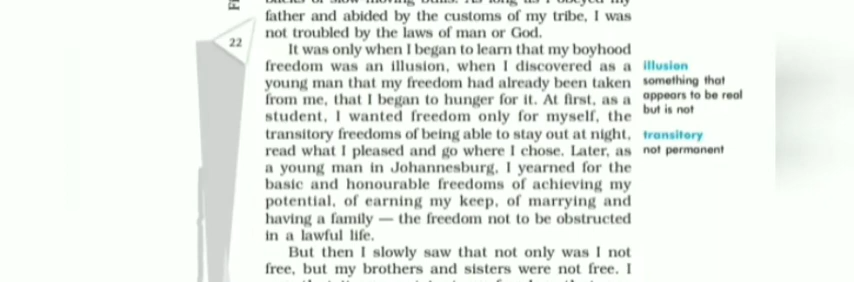 father and abided by the customs of my tribe, I was
not troubled by the laws of man or God.
22
It was only when I began to learn that my boyhood
freedom was an illusion, when I discovered as a
young man that my freedom had already been taken
from me, that I began to hunger for it. At first, as a
student, I wanted freedom only for myself, the
transitory freedoms of being able to stay out at night,
read what I pleased and go where I chose. Later, as
a young man in Johannesburg, I yearned for the
basic and honourable freedoms of achieving my
potential, of earning my keep, of marrying and
having a family — the freedom not to be obstructed
in a lawful life.
But then I slowly saw that not only was I not
free, but my brothers and sisters were not free. I
illusion
something that
appears to be real
but is not
transitory
not permanent